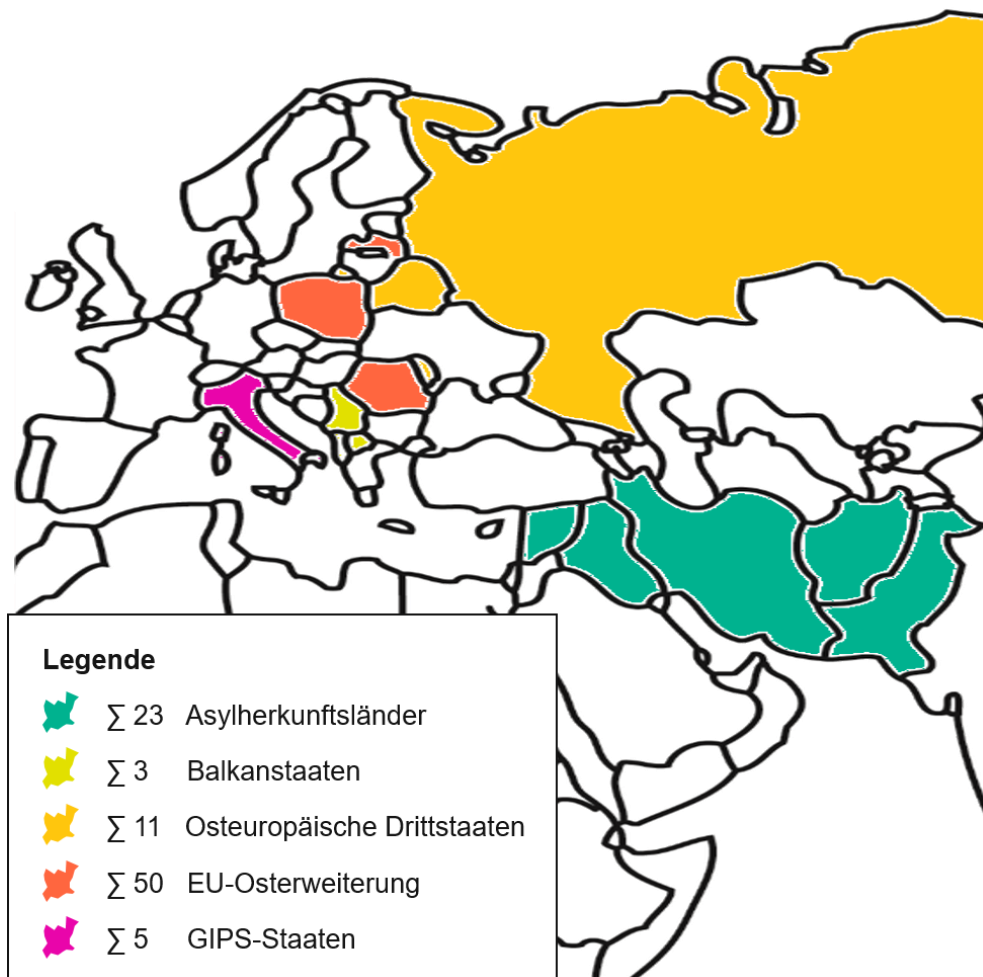 Legende
∑ 23 Asylherkunftsländer
∑ 3 Balkanstaaten
∑ 11 Osteuropäische Drittstaaten
∑ 50 EU-Osterweiterung
∑ 5 GIPS-Staaten